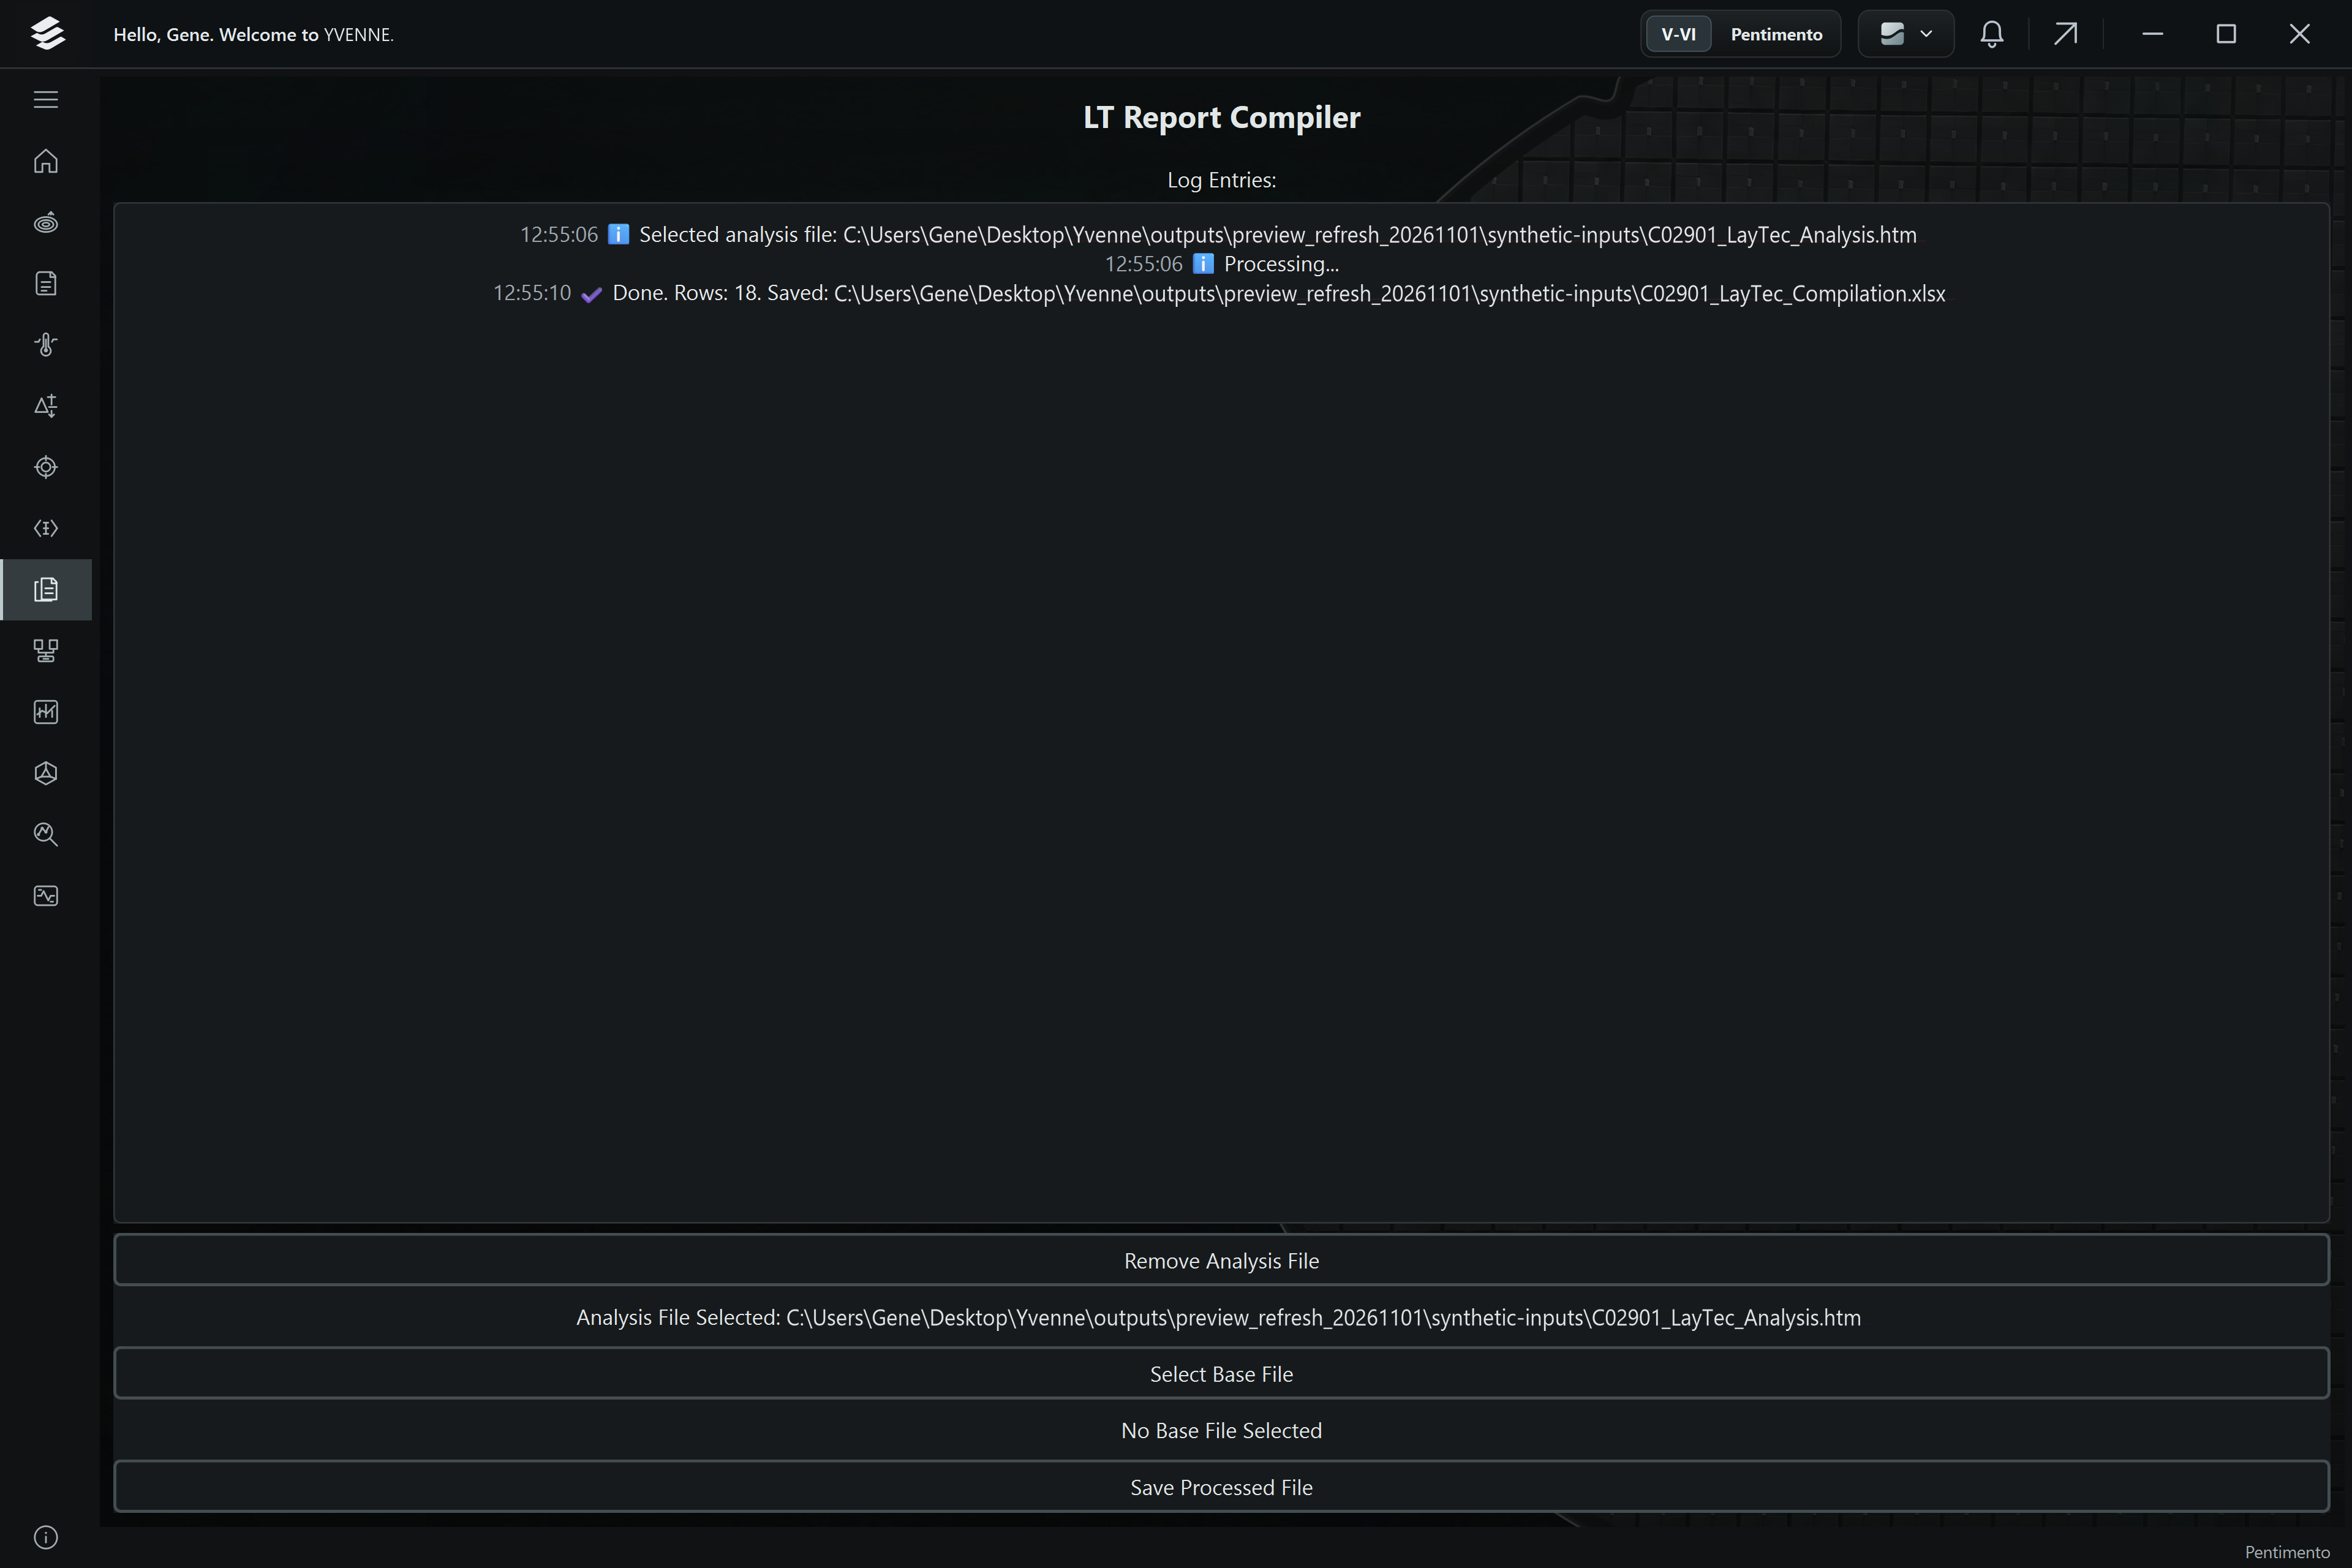 Hello, Gene. Welcome to YVENNE.
V-VI Pentimento
LT Report Compiler
Log Entries:
12:55:06 Selected analysis file: C:\Users\Gene\Desktop\Yvenne\outputs\preview_refresh_20261101\synthetic-inputs\C02901_LayTec_Analysis.htm
12:55:06 Processing...
12:55:10 Done. Rows: 18. Saved: C:\Users\Gene\Desktop\Yvenne\outputs\preview_refresh_20261101\synthetic-inputs\C02901_LayTec_Compilation.xlsx
Remove Analysis File
Analysis File Selected: C:\Users\Gene\Desktop\Yvenne\outputs\preview_refresh_20261101\synthetic-inputs\C02901_LayTec_Analysis.htm
Select Base File
No Base File Selected
Save Processed File
Pentimento